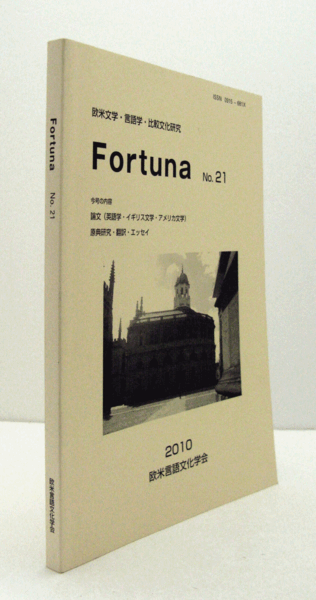 欧米文学・言語学・比較文化研究
Fortuna No. 21
今号の内容
論文(英語学・イギリス文学・アメリカ文学)
原典研究・翻訳・エッセイ
2010
欧米言語文化学会
Fortuna
No. 21
欧米言語文化学会